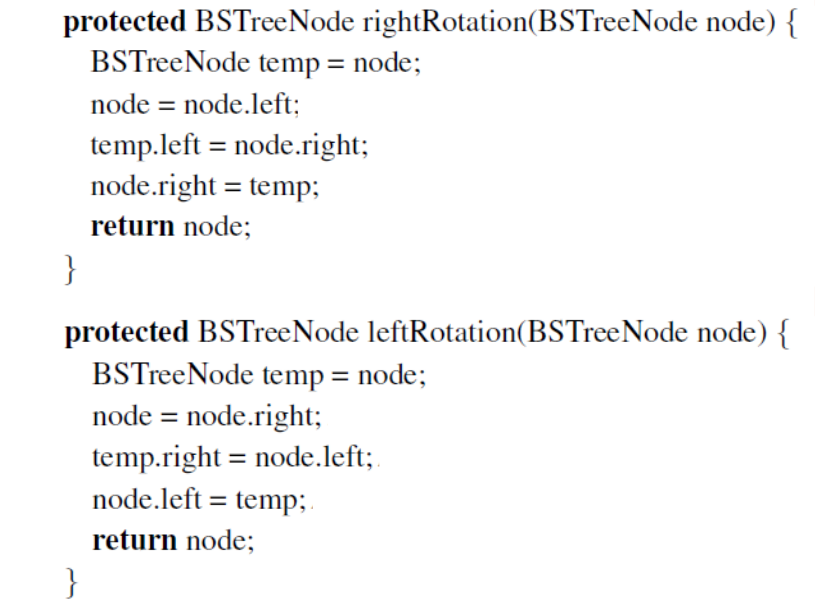 protected BSTreeNode rightRotation(BSTreeNode node) {
BSTreeNode temp = node;
node = node.left;
temp.left = node.right;
node.right = temp;
return node;
}
protected BSTreeNode leftRotation(BSTreeNode node) {
BSTreeNode temp = node;
node = node.right;
temp.right = node.left;
node.left = temp;
return node;
}